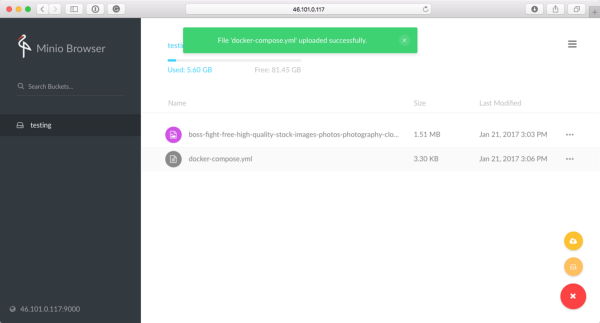 46.101.0.117
Minio Browser
File 'docker-compose.yml' uploaded successfully.
Used: 5.60 GB Free: 81.45 GB
Search Buckets...
Name Size Last Modified
testing
boss-fight-free-high-quality-stock-images-photos-photography-clo... 1.51 MB Jan 21, 2017 3:03 PM
docker-compose.yml 3.30 KB Jan 21, 2017 3:06 PM
46.101.0.117:9000